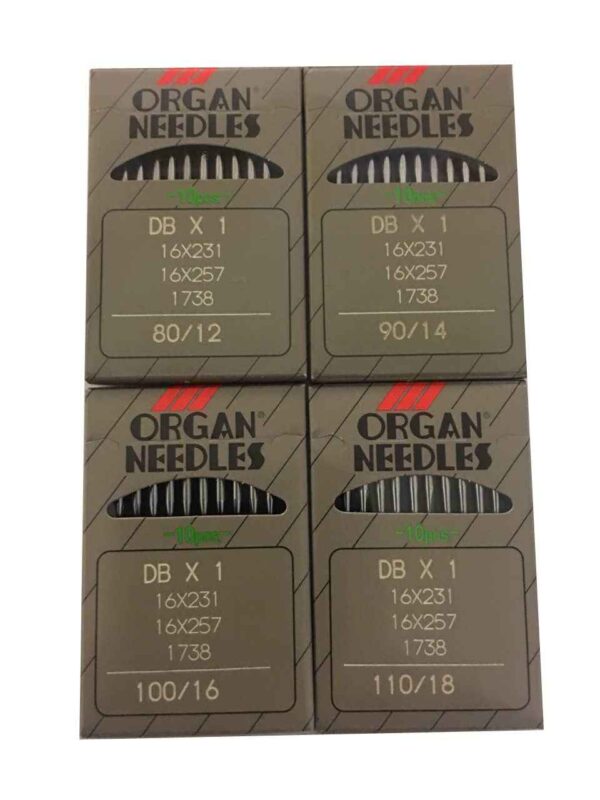 ORGAN®
NEEDLES
-10pcs-
DB X 1
16X231
16X257
1738
80/12
ORGAN®
NEEDLES
-10pcs-
DB X 1
16X231
16X257
1738
90/14
ORGAN®
NEEDLES
-10pcs-
DB X 1
16X231
16X257
1738
100/16
ORGAN®
NEEDLES
-10pcs-
DB X 1
16X231
16X257
1738
110/18